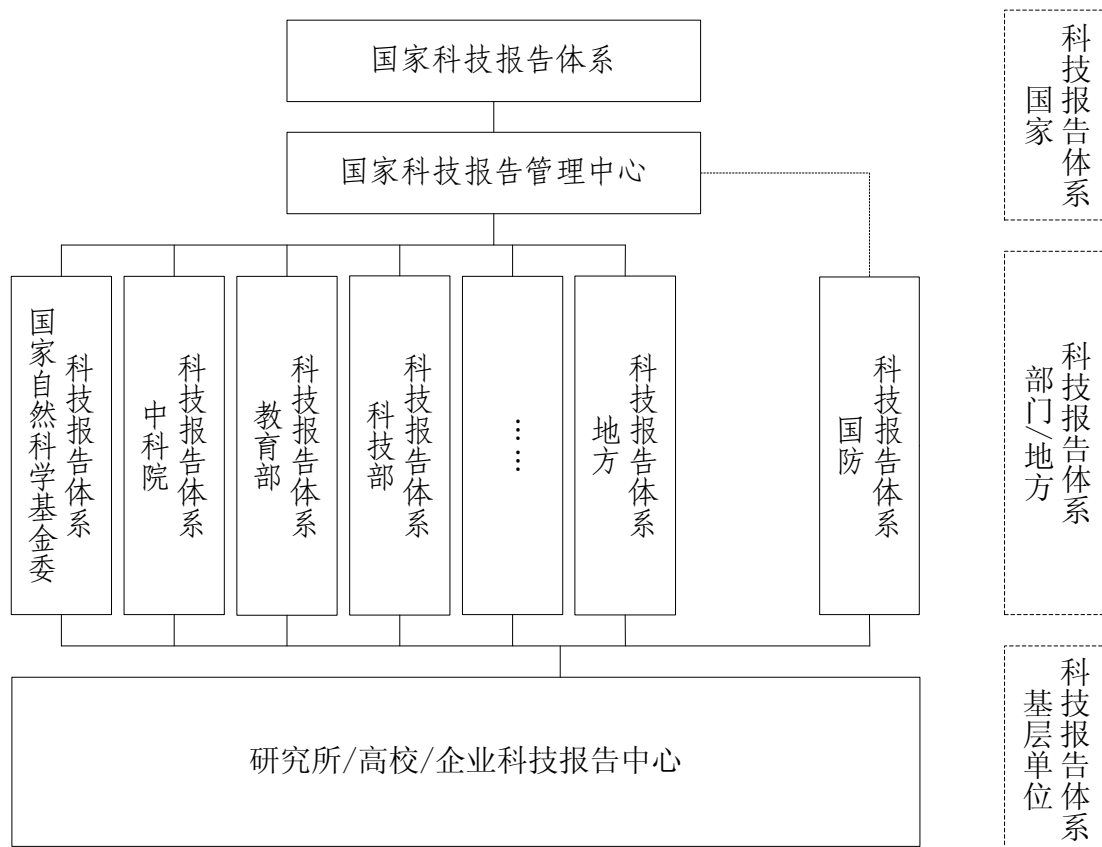 国家科技报告体系
国家科技报告管理中心
国家自然科学基金委
科技报告体系
中科院
科技报告体系
教育部
科技报告体系
科技部
科技报告体系
……
地方
科技报告体系
国防
科技报告体系
研究所/高校/企业科技报告中心
国家
科技报告体系
部门/地方
科技报告体系
基层单位
科技报告体系